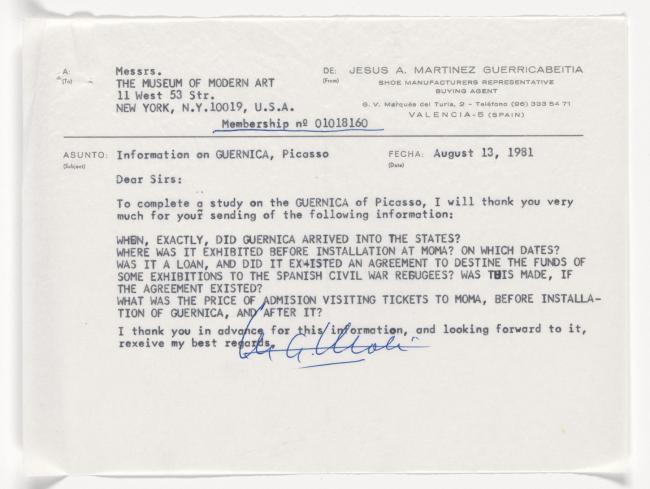 A:
(To)
Messrs.
THE MUSEUM OF MODERN ART
11 West 53 Str.
NEW YORK, N.Y.10019, U.S.A.
Membership nº 01018160
DE: JESUS A. MARTINEZ GUERRICABEITIA
(From)
SHOE MANUFACTURERS REPRESENTATIVE
BUYING AGENT
G. V. Marqués del Turia, 2 - Teléfono (96) 333 54 71
VALENCIA-5 (SPAIN)
ASUNTO: Information on GUERNICA, Picasso
(Subject)
FECHA: August 13, 1981
(Date)
Dear Sirs:
To complete a study on the GUERNICA of Picasso, I will thank you very
much for your sending of the following information:
WHEN, EXACTLY, DID GUERNICA ARRIVED INTO THE STATES?
WHERE WAS IT EXHIBITED BEFORE INSTALLATION AT MOMA? ON WHICH DATES?
WAS IT A LOAN, AND DID IT EXISTED AN AGREEMENT TO DESTINE THE FUNDS OF
SOME EXHIBITIONS TO THE SPANISH CIVIL WAR REGUGEES? WAS THIS MADE, IF
THE AGREEMENT EXISTED?
WHAT WAS THE PRICE OF ADMISION VISITING TICKETS TO MOMA, BEFORE INSTALLA-
TION OF GUERNICA, AND AFTER IT?
I thank you in advance for this information, and looking forward to it,
rexeive my best regards.